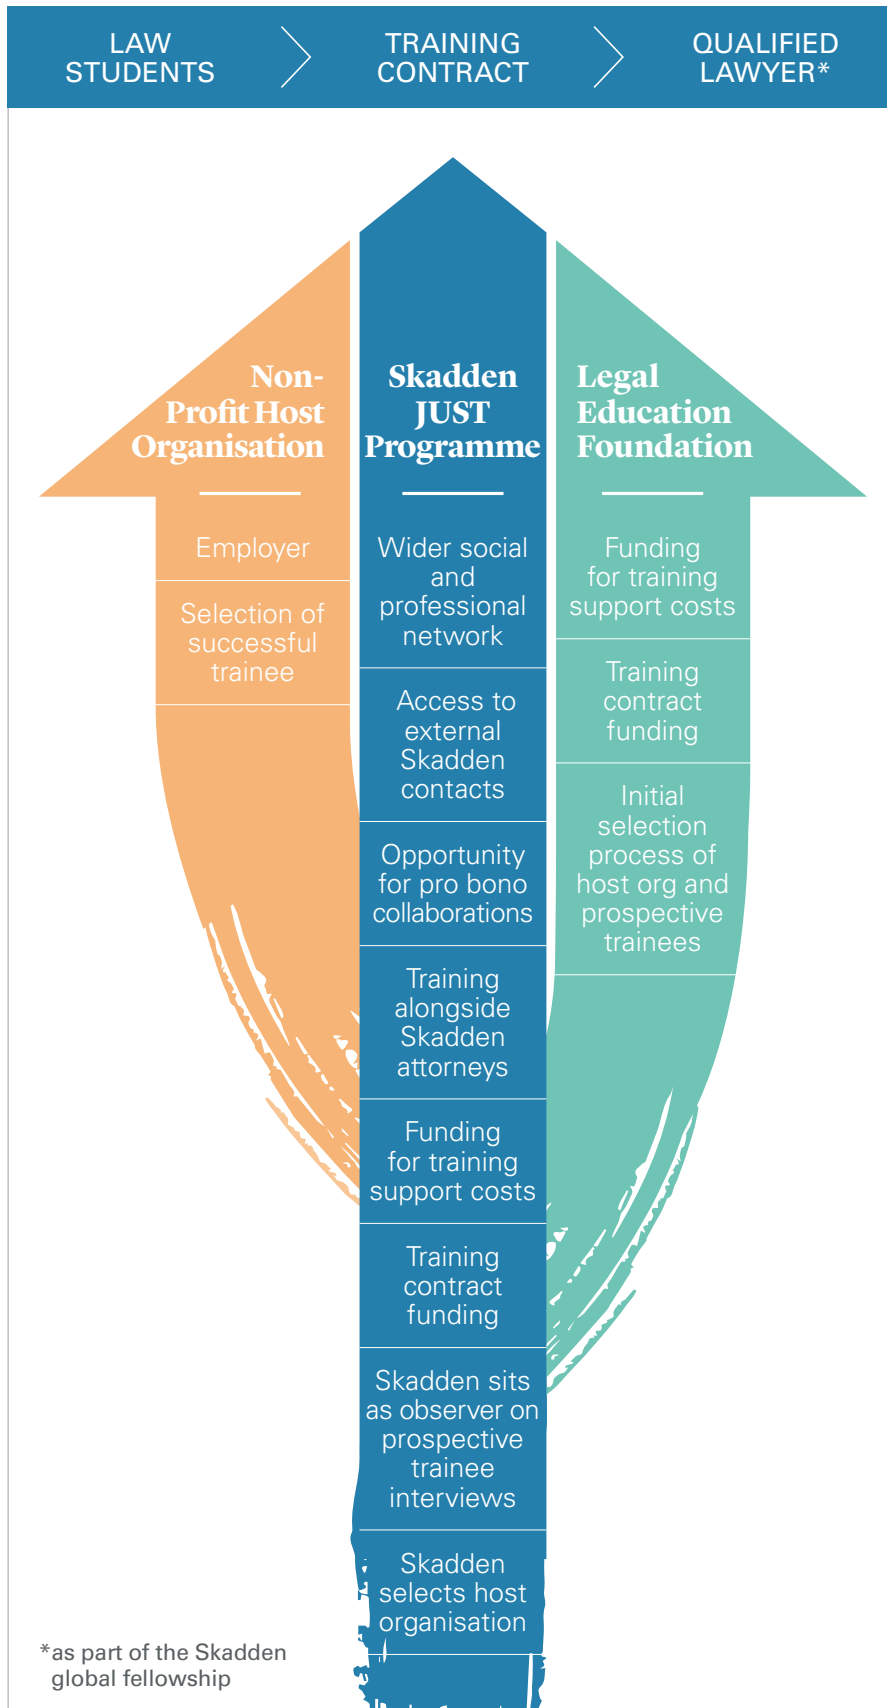 LAW
STUDENTS
TRAINING
CONTRACT
QUALIFIED
LAWYER*
Non-
Profit Host
Organisation
Employer
Selection of
successful
trainee
Skadden
JUST
Programme
Wider social
and
professional
network
Access to
external
Skadden
contacts
Opportunity
for pro bono
collaborations
Training
alongside
Skadden
attorneys
Funding
for training
support costs
Training
contract
funding
Skadden sits
as observer on
prospective
trainee
interviews
Skadden
selects host
organisation
Legal
Education
Foundation
Funding
for training
support costs
Training
contract
funding
Initial
selection
process of
host org and
prospective
trainees
*as part of the Skadden
global fellowship